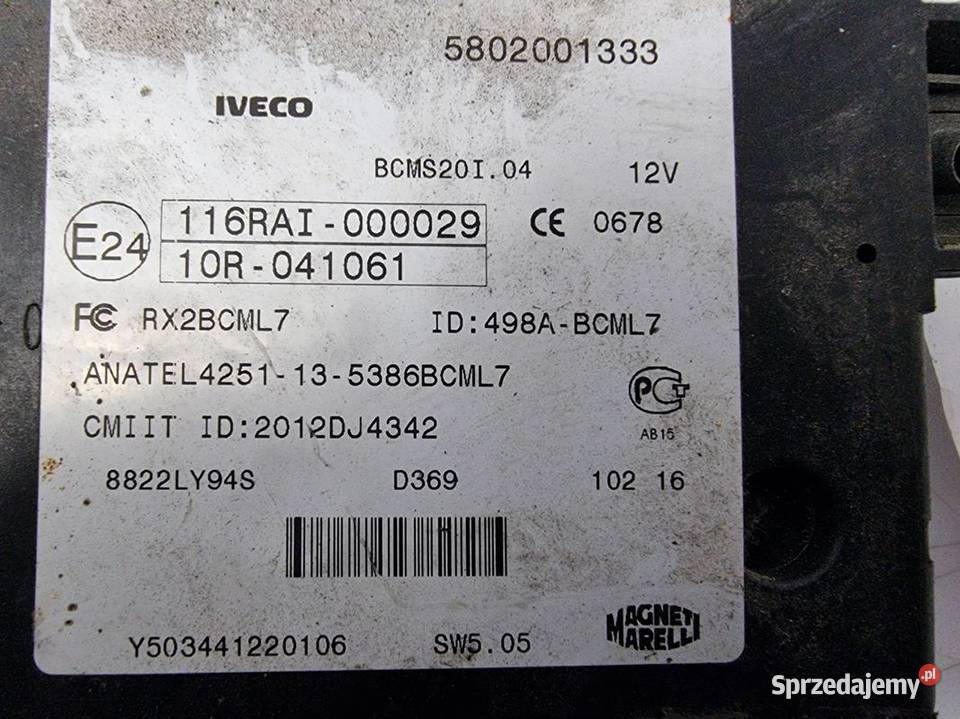 5802001333
IVECO
BCMS20I.04 12V
E24 116RAI-000029 CE 0678
10R-041061
FC RX2BCML7 ID:498A-BCML7
ANATEL4251-13-5386BCML7
CMIIT ID:2012DJ4342
PCT
AB15
8822LY94S D369 102 16
Y503441220106 SW5.05
MAGNETI
MARELLI
Sprzedajemy.pl